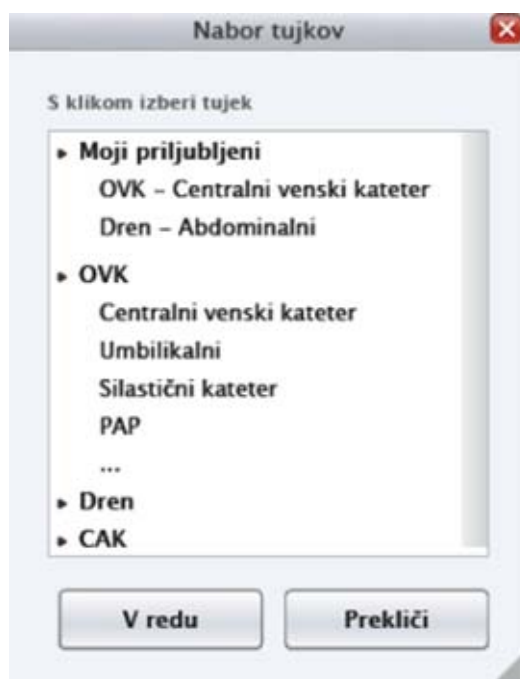 Nabor tujkov
S klikom izberi tujek
Moji priljubljeni
OVK – Centralni venski kateter
Dren – Abdominalni
OVK
Centralni venski kateter
Umbilikalni
Silastični kateter
PAP
...
Dren
CAK
V redu
Prekliči